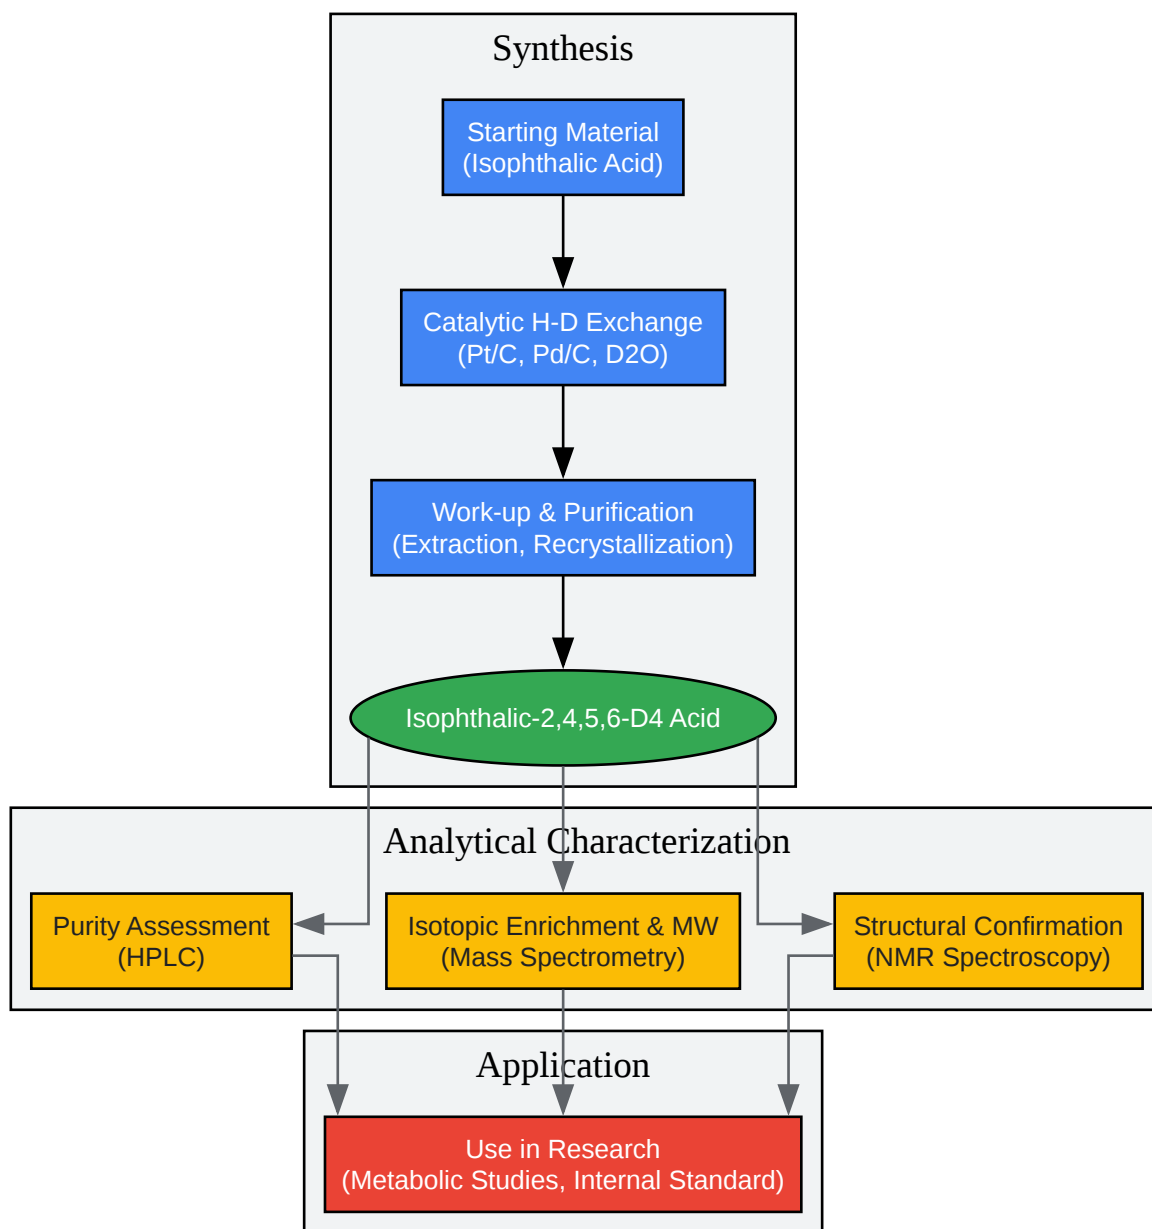 Synthesis
Starting Material
(Isophthalic Acid)
Catalytic H-D Exchange
(Pt/C, Pd/C, D2O)
Work-up & Purification
(Extraction, Recrystallization)
Isophthalic-2,4,5,6-D4 Acid
Analytical Characterization
Purity Assessment
(HPLC)
Isotopic Enrichment & MW
(Mass Spectrometry)
Structural Confirmation
(NMR Spectroscopy)
Application
Use in Research
(Metabolic Studies, Internal Standard)